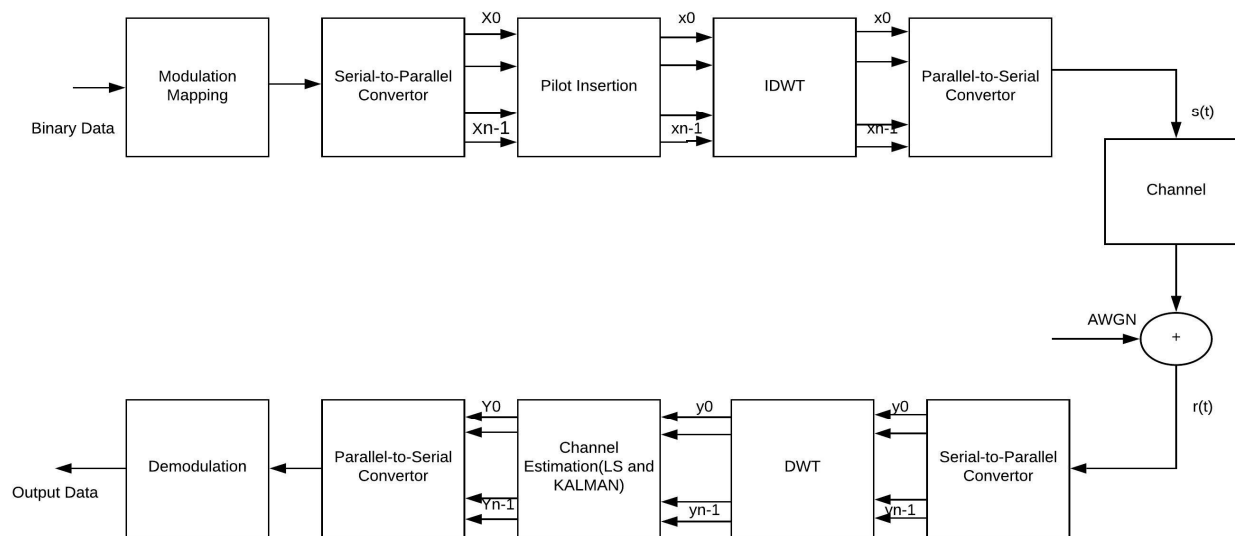 X0
x0
x0
Modulation
Mapping
Serial-to-Parallel
Convertor
Pilot Insertion
IDWT
Parallel-to-Serial
Convertor
Binary Data
Xn-1
xn-1
xn-1
s(t)
Channel
AWGN
+
r(t)
Y0
y0
y0
Demodulation
Parallel-to-Serial
Convertor
Channel
Estimation(LS and
KALMAN)
DWT
Serial-to-Parallel
Convertor
Output Data
Yn-1
yn-1
yn-1